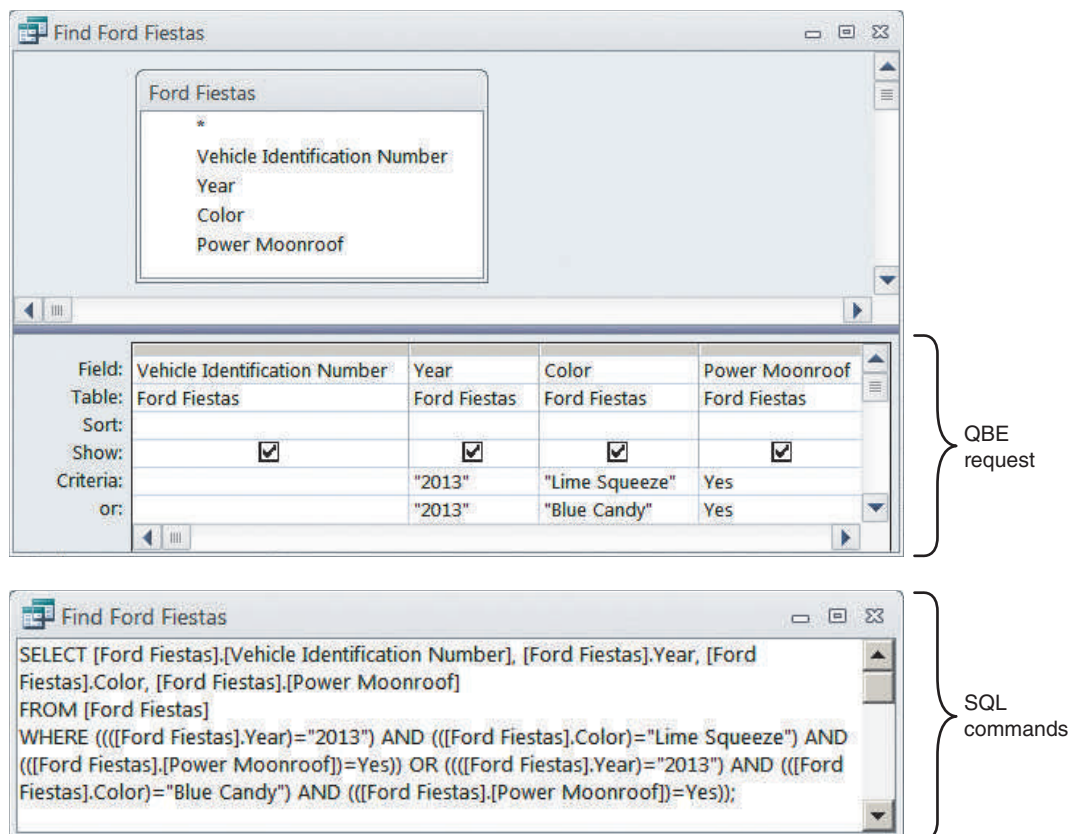 Find Ford Fiestas
Ford Fiestas
*
Vehicle Identification Number
Year
Color
Power Moonroof
Field: Vehicle Identification Number Year Color Power Moonroof
Table: Ford Fiestas Ford Fiestas Ford Fiestas Ford Fiestas
Sort:
Show:
Criteria: "2013" "Lime Squeeze" Yes
or: "2013" "Blue Candy" Yes
QBE
request
Find Ford Fiestas
SELECT [Ford Fiestas].[Vehicle Identification Number], [Ford Fiestas].Year, [Ford
Fiestas].Color, [Ford Fiestas].[Power Moonroof]
FROM [Ford Fiestas]
WHERE (((([Ford Fiestas].Year)="2013") AND (([Ford Fiestas].Color)="Lime Squeeze") AND
(([Ford Fiestas].[Power Moonroof])=Yes)) OR (((([Ford Fiestas].Year)="2013") AND (([Ford
Fiestas].Color)="Blue Candy") AND (([Ford Fiestas].[Power Moonroof])=Yes));
SQL
commands